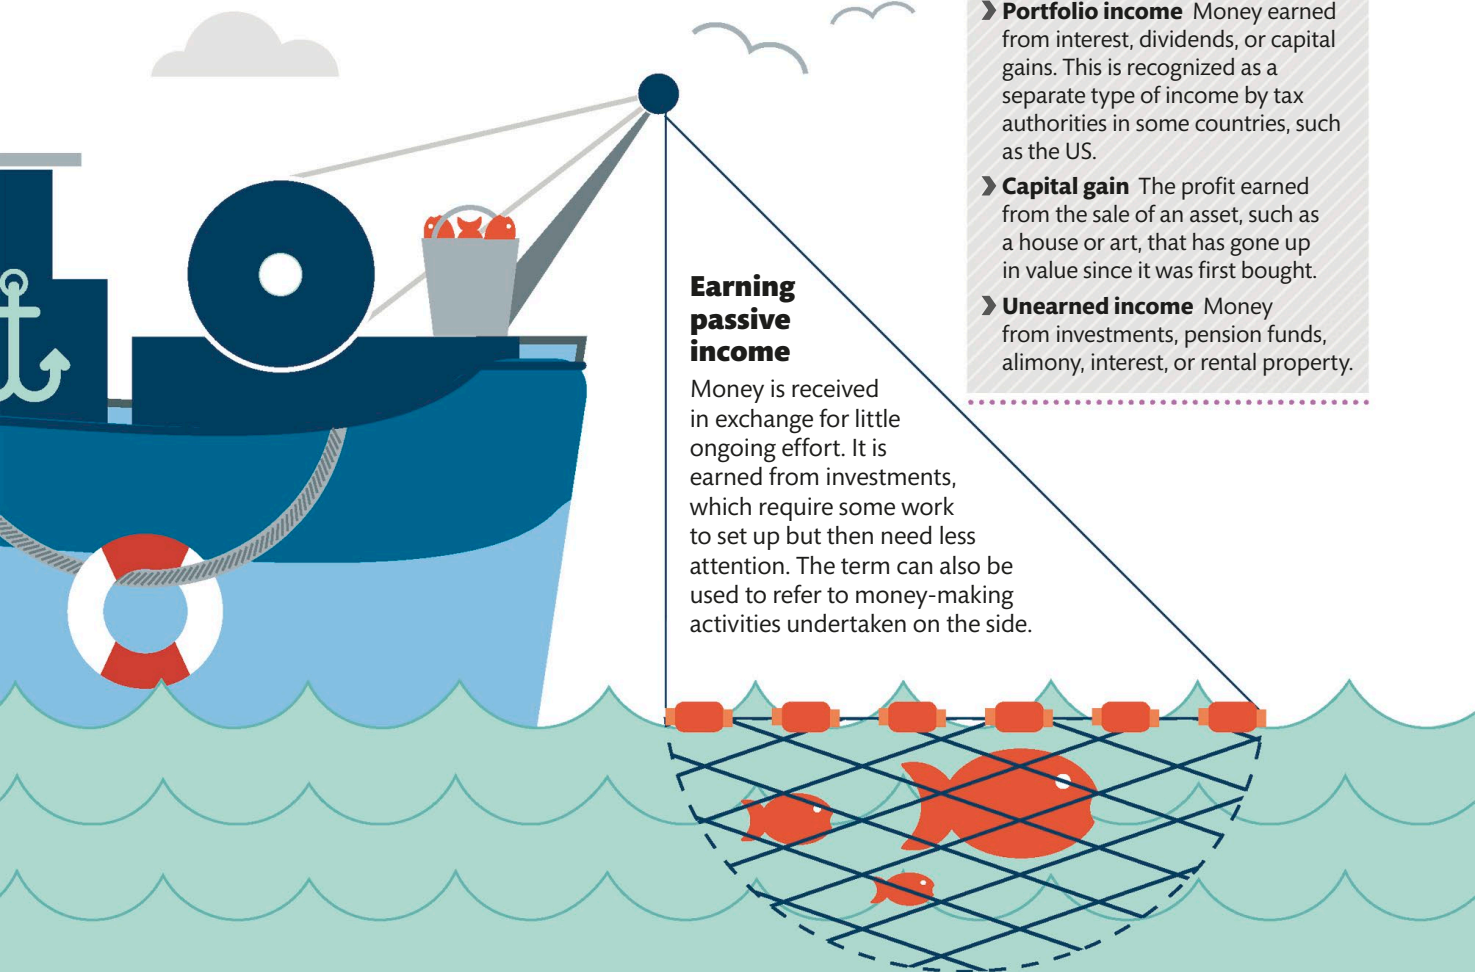 ❯ Portfolio income Money earned
from interest, dividends, or capital
gains. This is recognized as a
separate type of income by tax
authorities in some countries, such
as the US.
❯ Capital gain The profit earned
from the sale of an asset, such as
a house or art, that has gone up
in value since it was first bought.
❯ Unearned income Money
from investments, pension funds,
alimony, interest, or rental property.
Earning
passive
income
Money is received
in exchange for little
ongoing effort. It is
earned from investments,
which require some work
to set up but then need less
attention. The term can also be
used to refer to money-making
activities undertaken on the side.